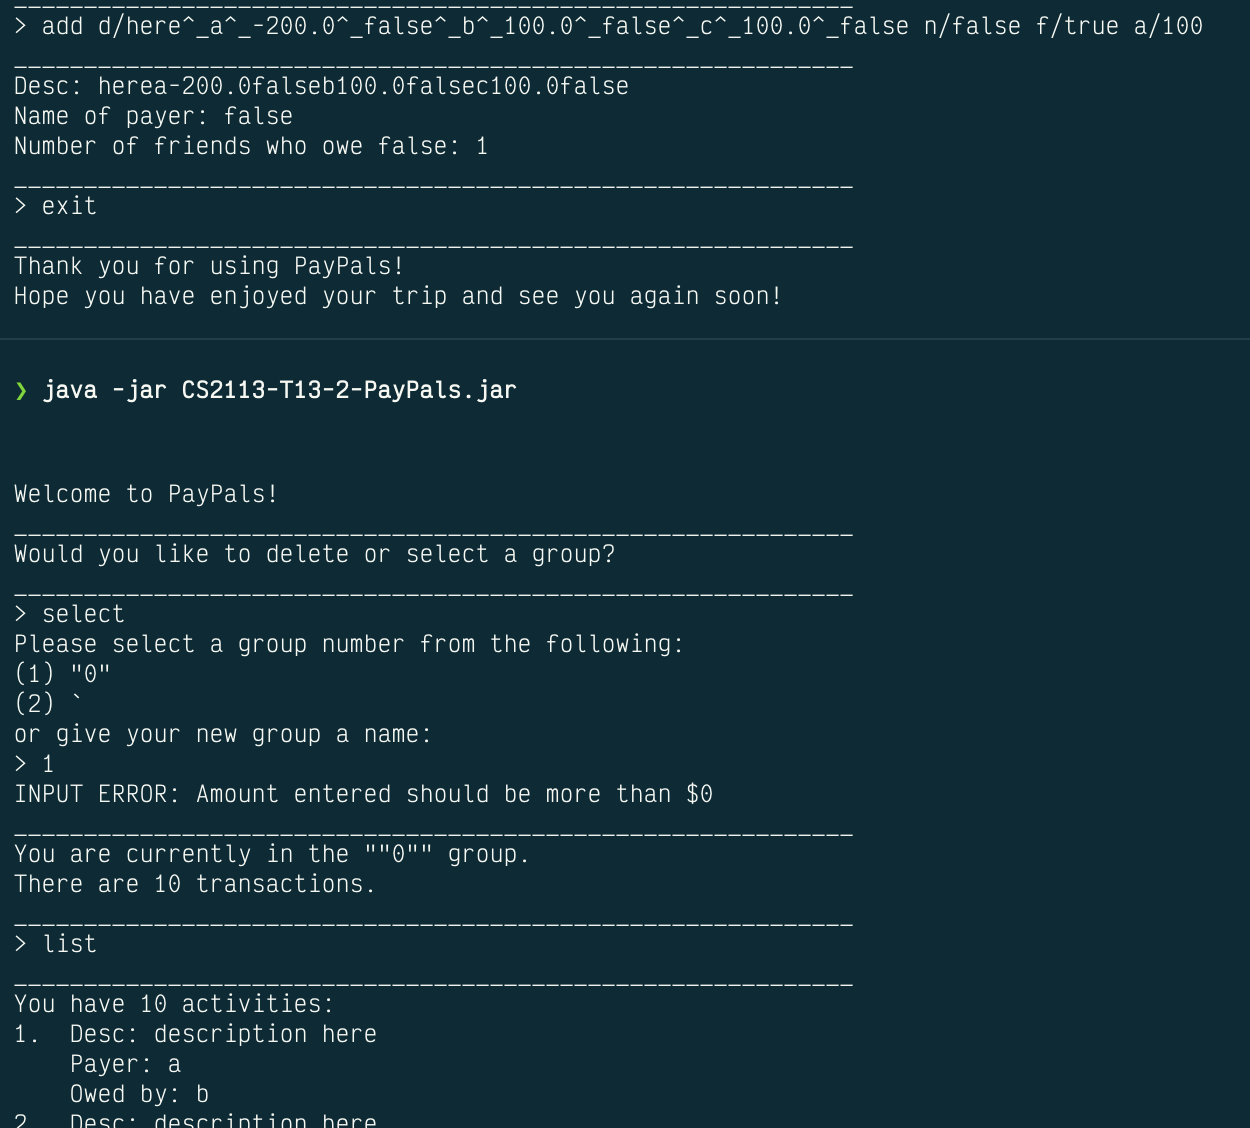 > add d/here^_a^_-200.0^_false^_b^_100.0^_false^_c^_100.0^_false n/false f/true a/100
____________________________________________________________
Desc: herea-200.0falseb100.0falsec100.0false
Name of payer: false
Number of friends who owe false: 1
____________________________________________________________
> exit
____________________________________________________________
Thank you for using PayPals!
Hope you have enjoyed your trip and see you again soon!
❯ java -jar CS2113-T13-2-PayPals.jar
Welcome to PayPals!
____________________________________________________________
Would you like to delete or select a group?
____________________________________________________________
> select
Please select a group number from the following:
(1) "0"
(2) `
or give your new group a name:
> 1
INPUT ERROR: Amount entered should be more than $0
____________________________________________________________
You are currently in the ""0"" group.
There are 10 transactions.
____________________________________________________________
> list
____________________________________________________________
You have 10 activities:
1.  Desc: description here
    Payer: a
    Owed by: b
2.  Desc: description here